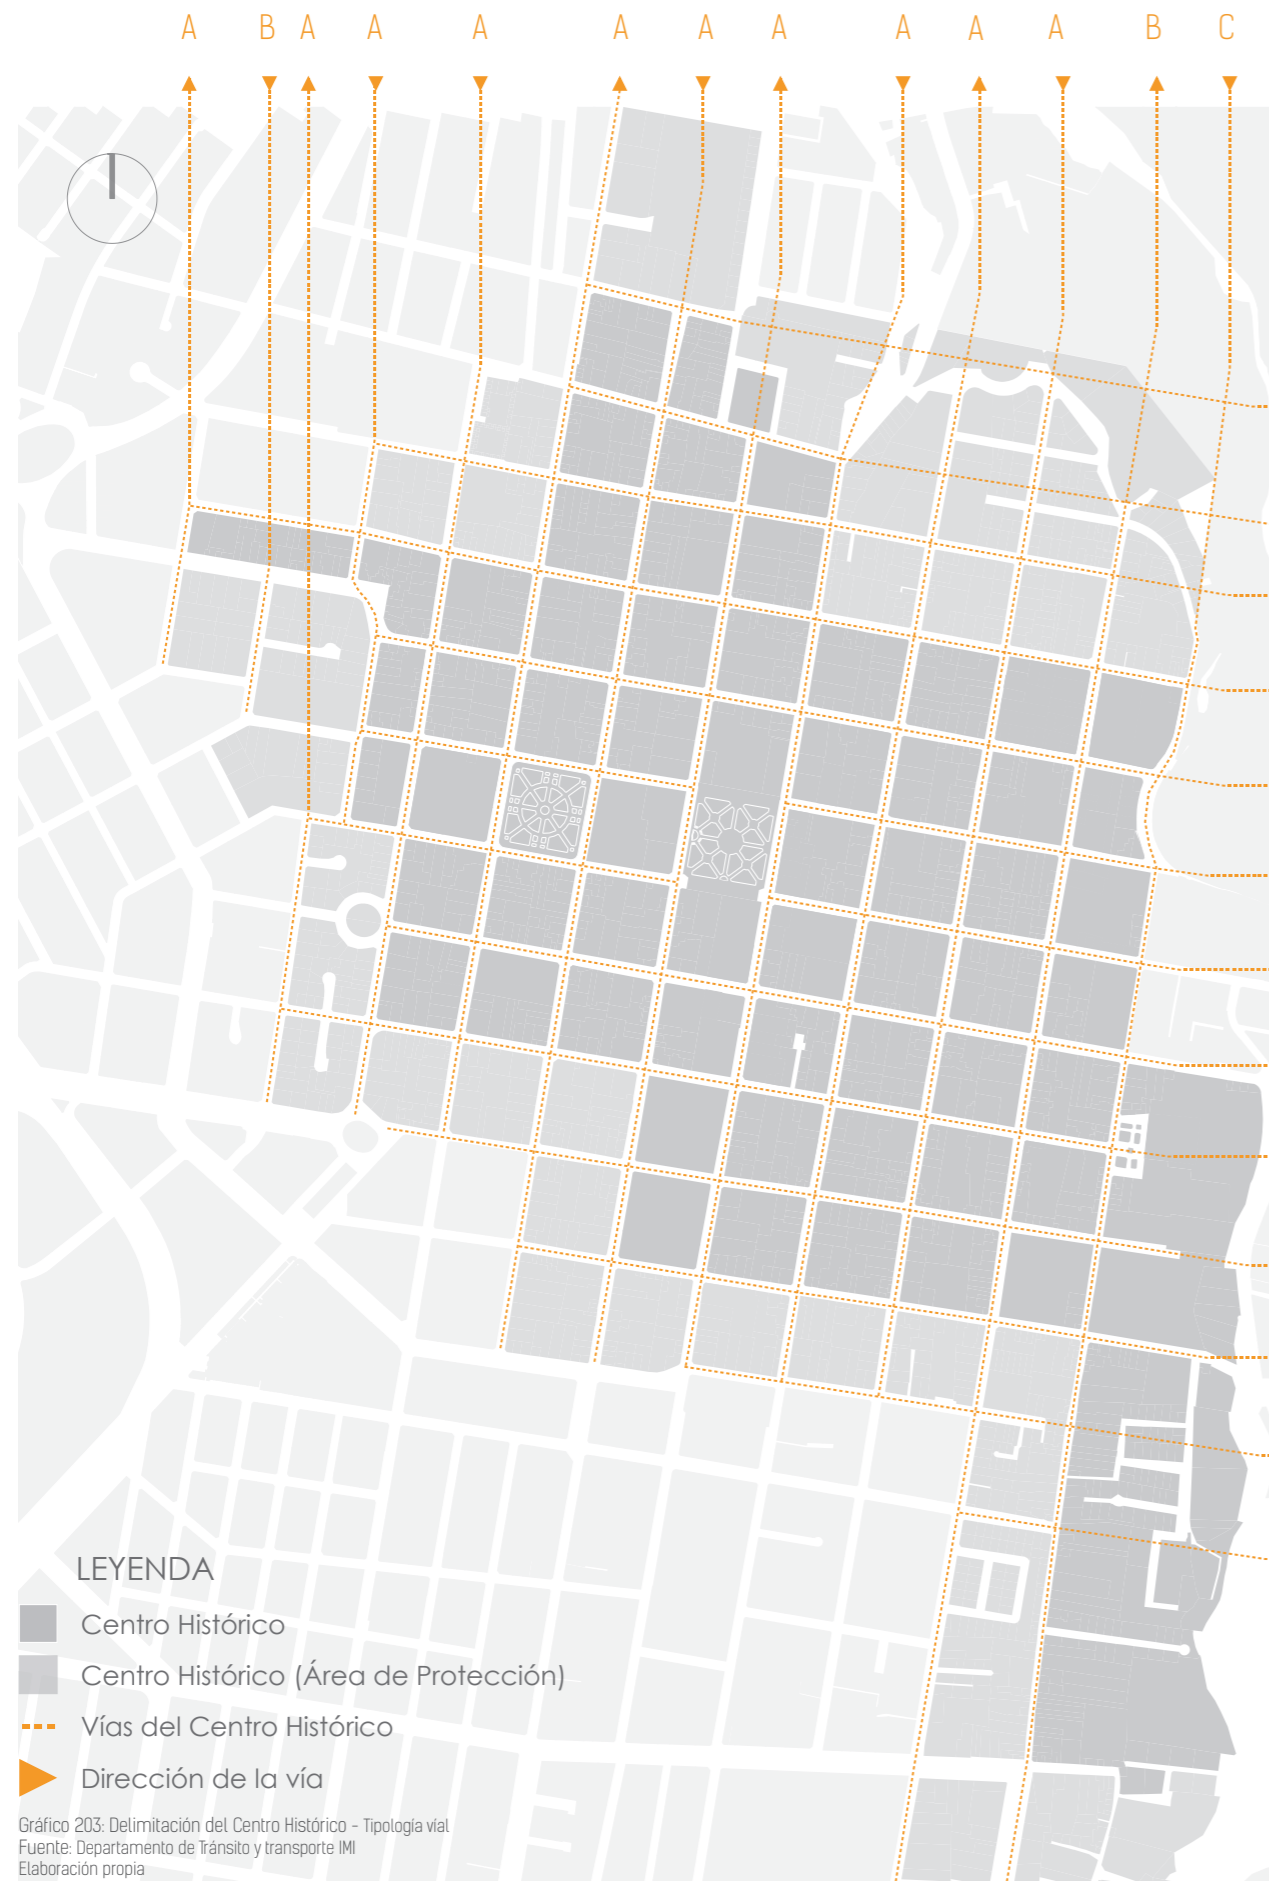 A B A A A A A A A A A B C
LEYENDA
Centro Histórico
Centro Histórico (Área de Protección)
Vías del Centro Histórico
Dirección de la vía
Gráfico 203: Delimitación del Centro Histórico - Tipología víal
Fuente: Departamento de Tránsito y transporte IMI
Elaboración propia